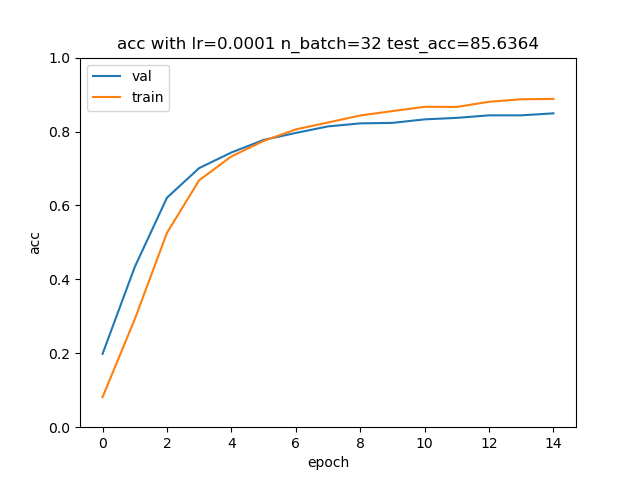 acc with lr=0.0001 n_batch=32 test_acc=85.6364
val
train
1.0
0.8
0.6
0.4
0.2
0.0
acc
0 2 4 6 8 10 12 14
epoch